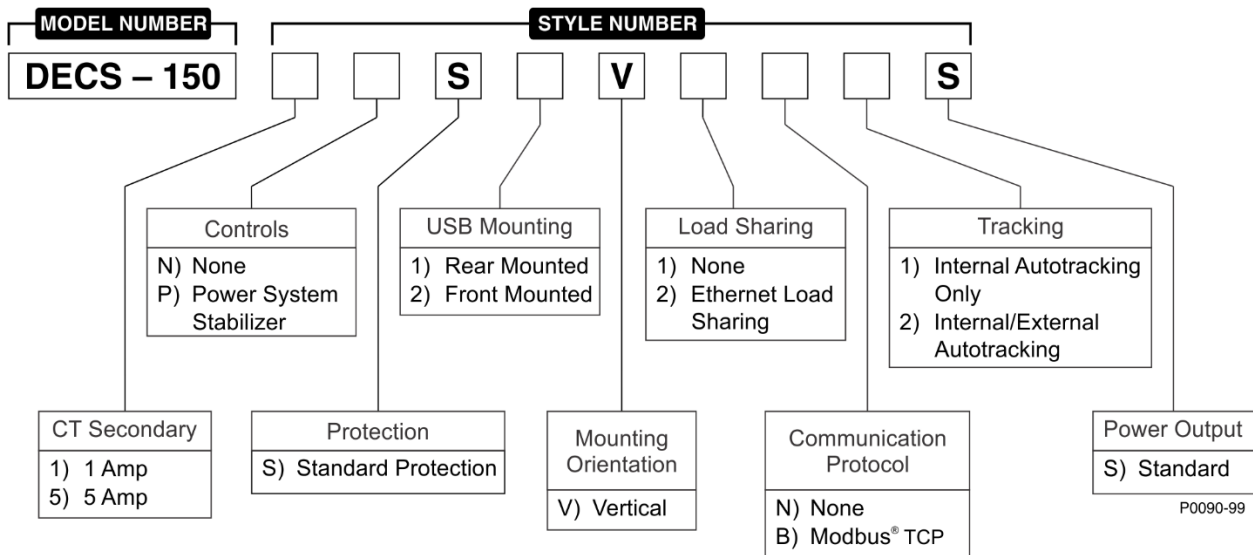 MODEL NUMBER
STYLE NUMBER
DECS – 150
S
V
S
Controls
N) None
P) Power System
Stabilizer
USB Mounting
1) Rear Mounted
2) Front Mounted
Load Sharing
1) None
2) Ethernet Load
Sharing
Tracking
1) Internal Autotracking
Only
2) Internal/External
Autotracking
CT Secondary
1) 1 Amp
5) 5 Amp
Protection
S) Standard Protection
Mounting
Orientation
V) Vertical
Communication
Protocol
N) None
B) Modbus® TCP
Power Output
S) Standard
P0090-99